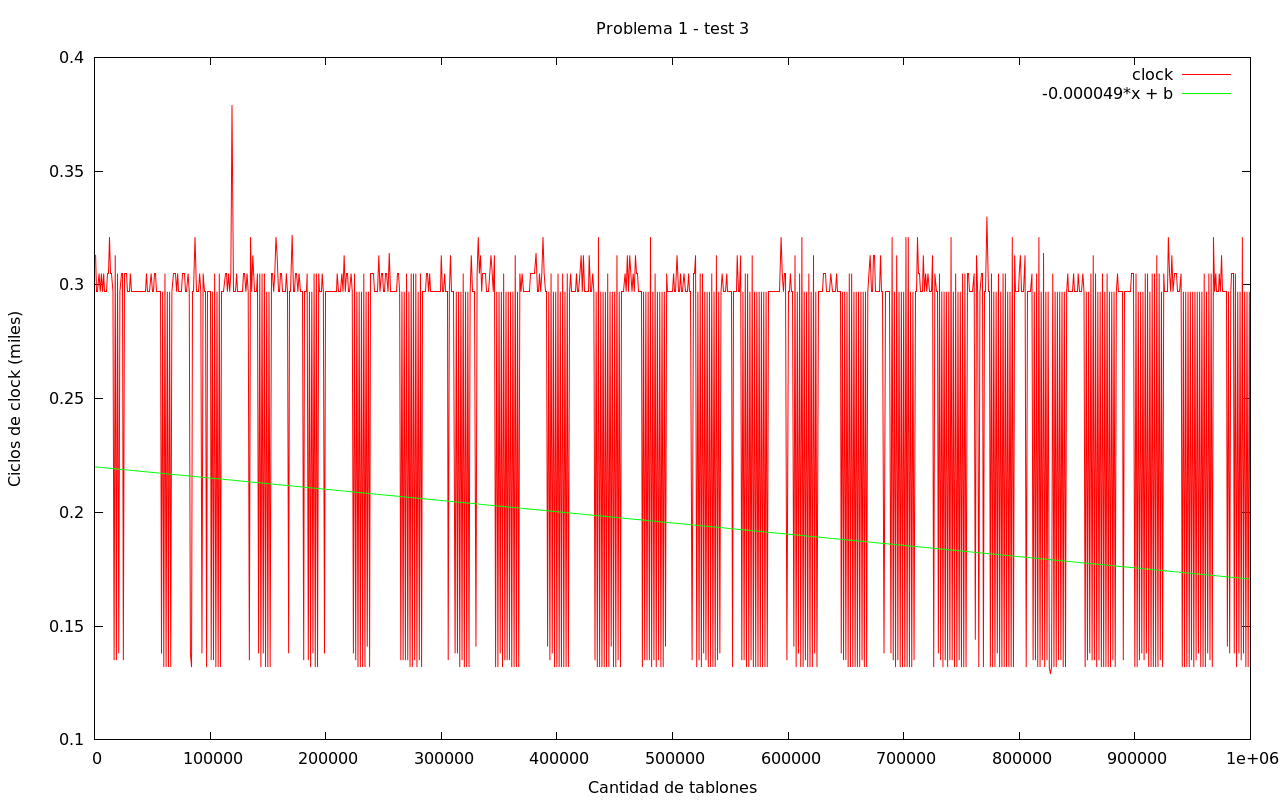 Problema 1 - test 3
0.4
0.35
0.3
0.25
0.2
0.15
0.1
Ciclos de clock (miles)
clock
-0.000049*x + b
0 100000 200000 300000 400000 500000 600000 700000 800000 900000 1e+06
Cantidad de tablones